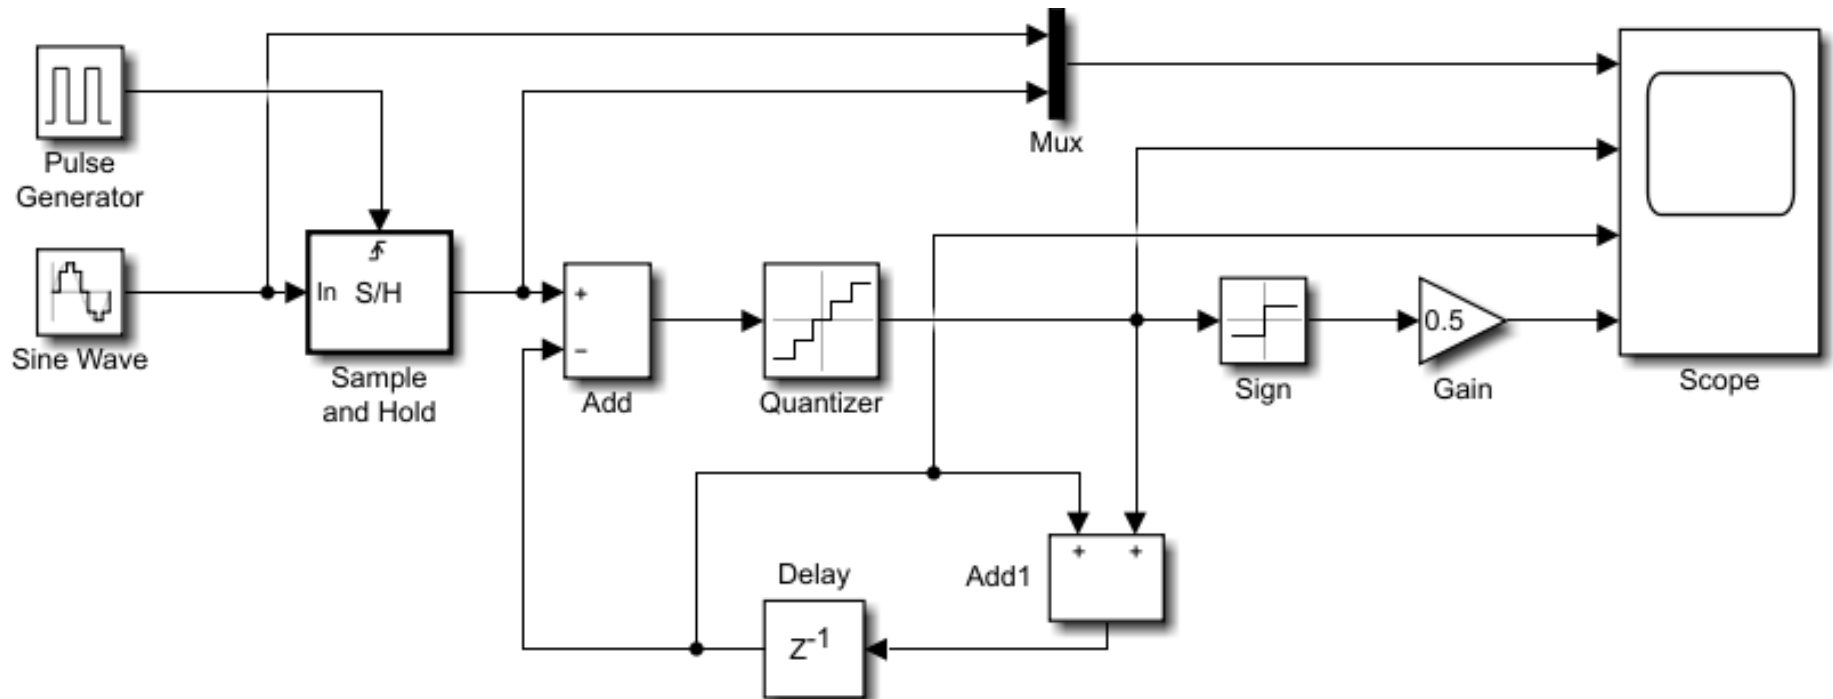 Pulse
Generator
Mux
In S/H
+
−
0.5
Sine Wave
Sample
and Hold
Add
Quantizer
Sign
Gain
Scope
+ +
Add1
Delay
Z-1